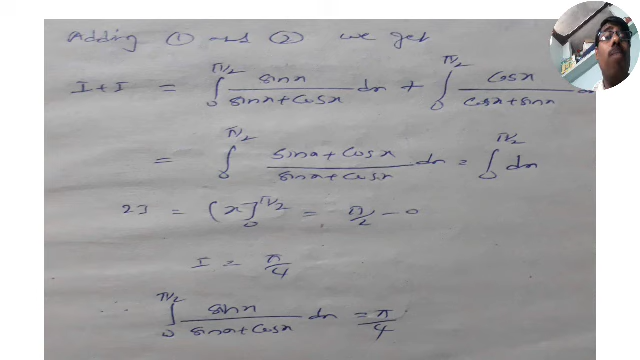 Adding ① and ② we get
I + I = ∫₀^{π/2} sinx/(sinx+cosx) dx + ∫₀^{π/2} cosx/(cosx+sinx) dx
= ∫₀^{π/2} (sinx+cosx)/(sinx+cosx) dx = ∫₀^{π/2} dx
2I = [x]₀^{π/2} = π/2 - 0
I = π/4
∴ ∫₀^{π/2} sinx/(sinx+cosx) dx = π/4